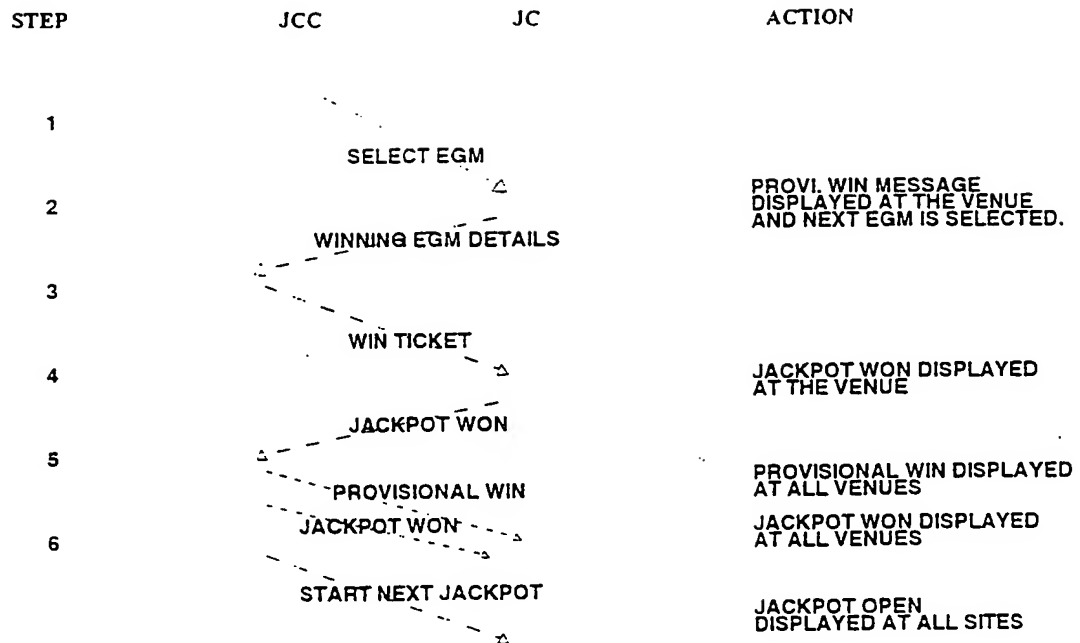 STEP JCC JC ACTION
1
SELECT EGM
PROVI. WIN MESSAGE
2 DISPLAYED AT THE VENUE
AND NEXT EGM IS SELECTED.
WINNING EGM DETAILS
3
WIN TICKET
4 JACKPOT WON DISPLAYED
AT THE VENUE
JACKPOT WON
5 PROVISIONAL WIN DISPLAYED
AT ALL VENUES
PROVISIONAL WIN
JACKPOT WON JACKPOT WON DISPLAYED
6 AT ALL VENUES
START NEXT JACKPOT
JACKPOT OPEN
DISPLAYED AT ALL SITES